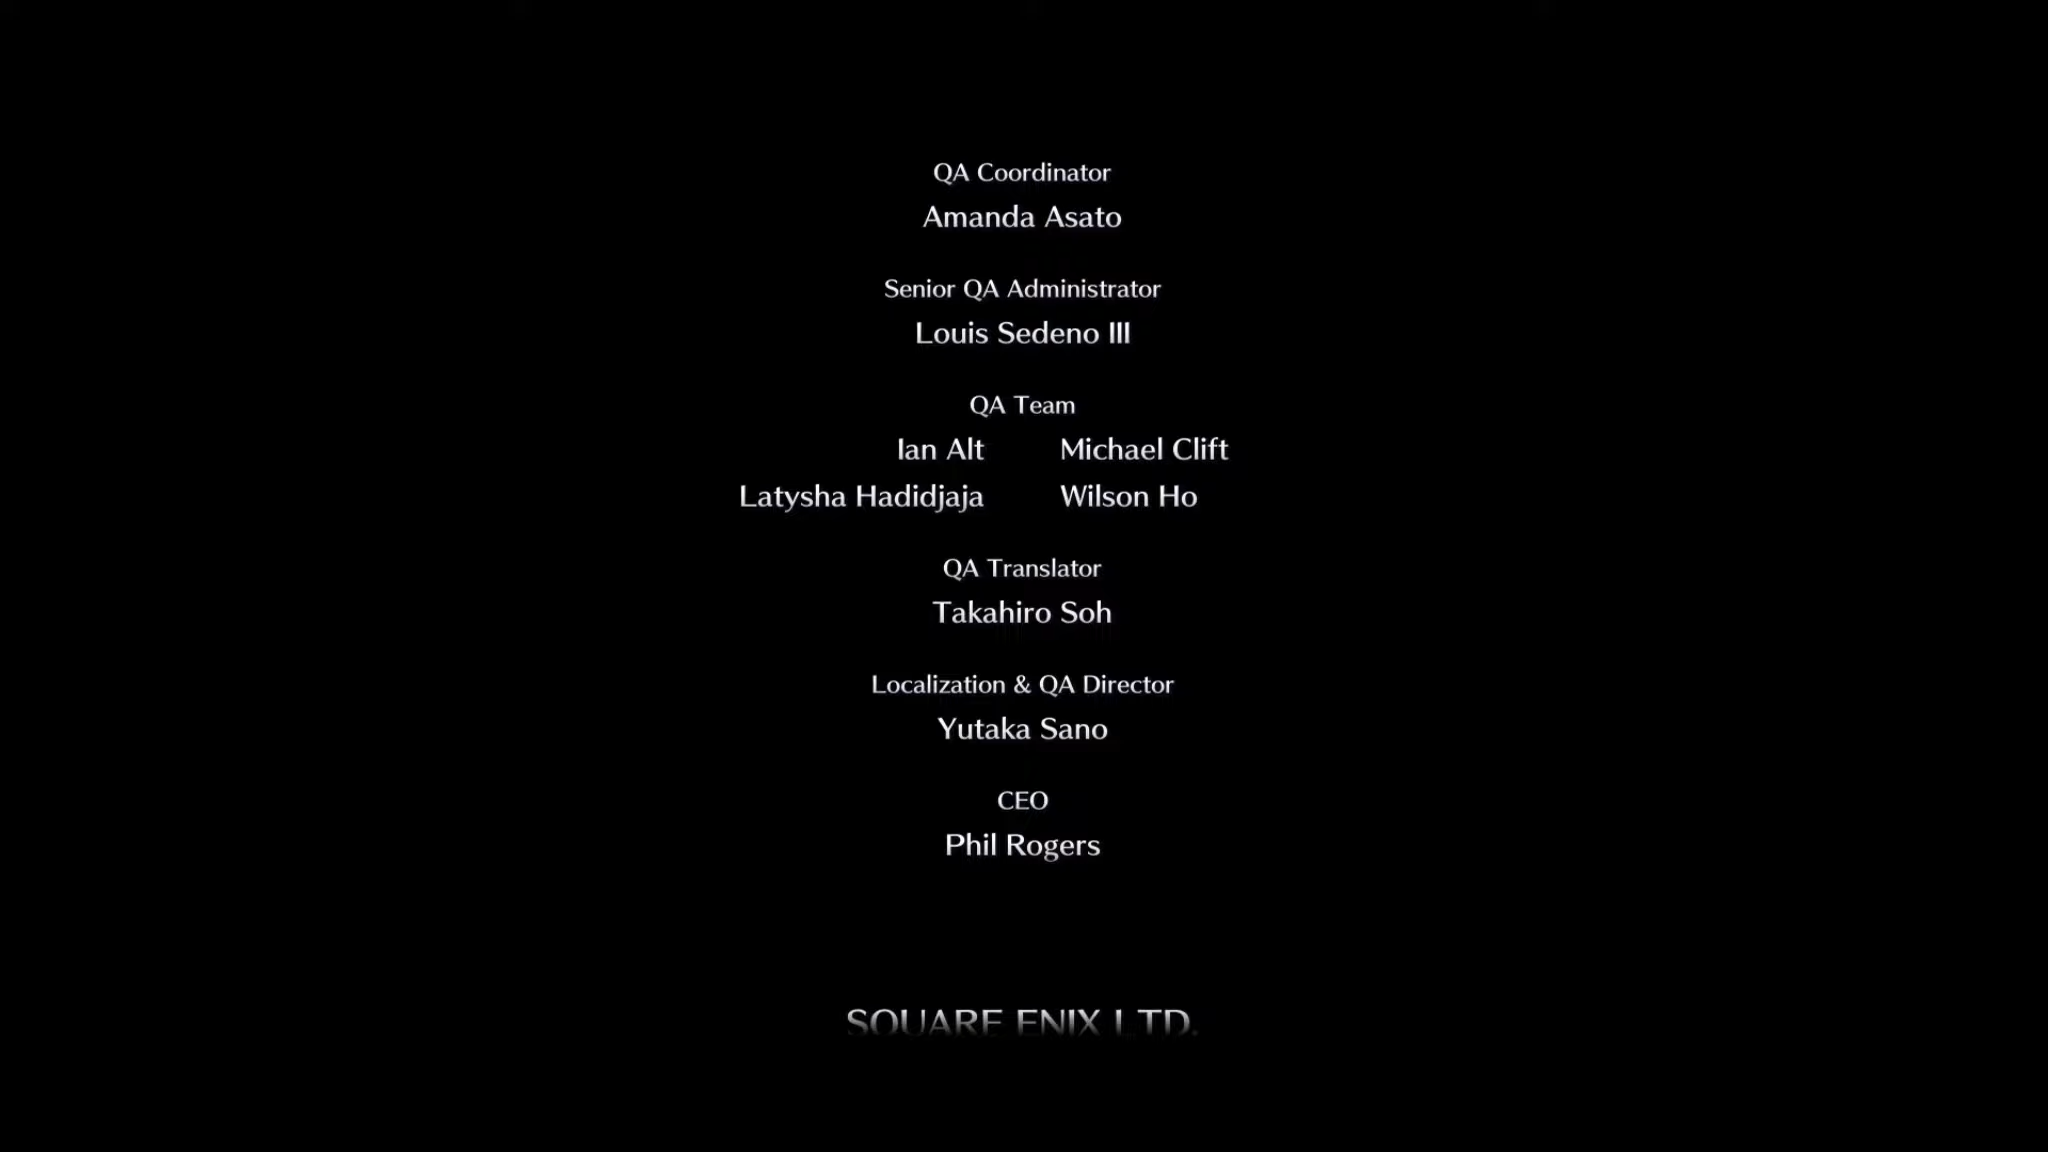 QA Coordinator
Amanda Asato
Senior QA Administrator
Louis Sedeno III
QA Team
Ian Alt Michael Clift
Latysha Hadidjaja Wilson Ho
QA Translator
Takahiro Soh
Localization & QA Director
Yutaka Sano
CEO
Phil Rogers
SQUARE ENIX LTD.